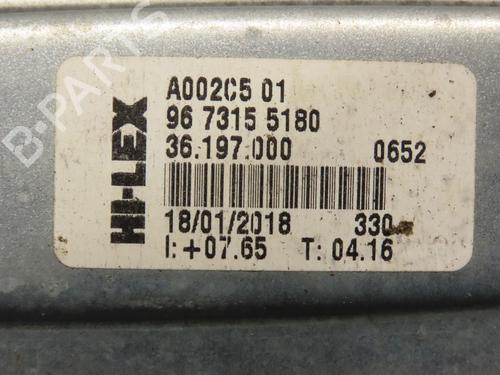 B-PARTS
HI-LEX
A002C5 01
96 7315 5180
36.197.000 0652
18/01/2018 330
I: +07.65 T: 04.16